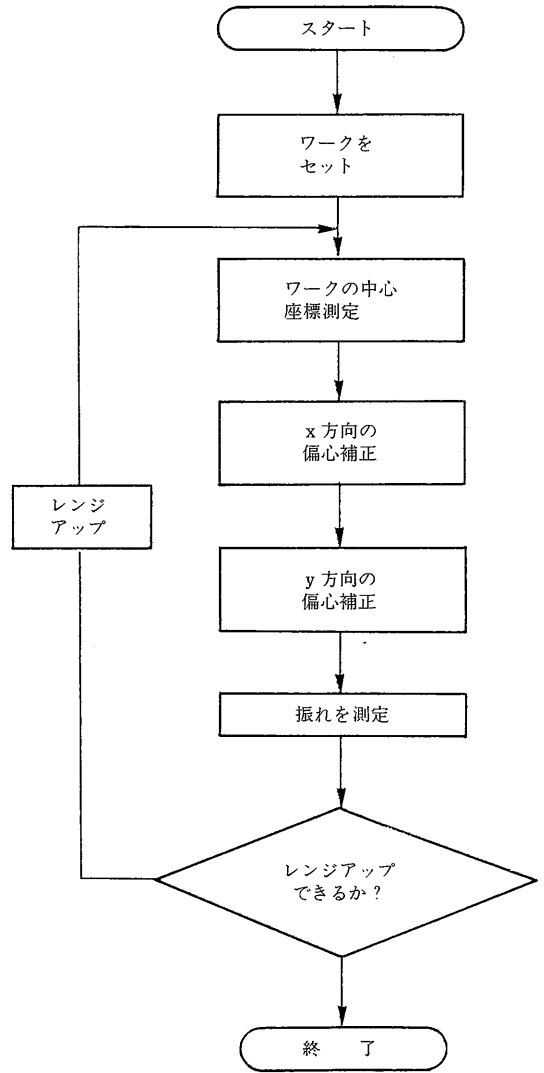 スタート
ワークを
セット
ワークの中心
座標測定
x 方向の
偏心補正
レンジ
アップ
y 方向の
偏心補正
振れを測定
レンジアップ
できるか？
終 了